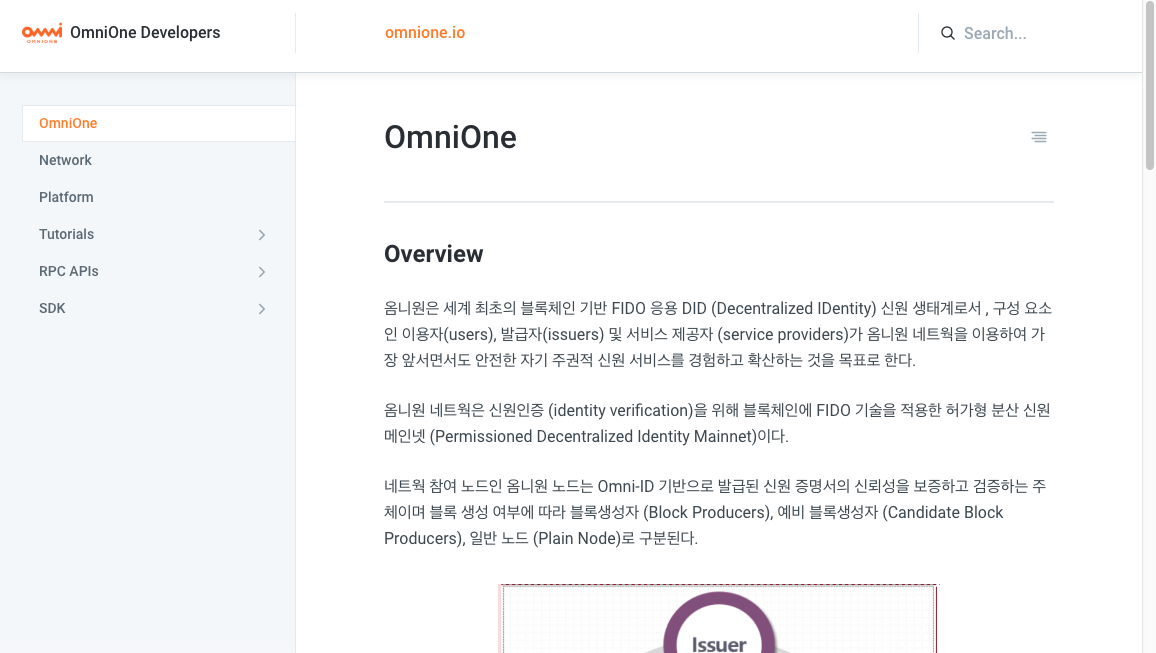 OMNIONE
OmniOne Developers
omnione.io
Search...
OmniOne
Network
Platform
Tutorials
RPC APIs
SDK
OmniOne
Overview
옴니원은 세계 최초의 블록체인 기반 FIDO 응용 DID (Decentralized IDentity) 신원 생태계로서 , 구성 요소
인 이용자(users), 발급자(issuers) 및 서비스 제공자 (service providers)가 옴니원 네트웍을 이용하여 가
장 앞서면서도 안전한 자기 주권적 신원 서비스를 경험하고 확산하는 것을 목표로 한다.
옴니원 네트웍은 신원인증 (identity verification)을 위해 블록체인에 FIDO 기술을 적용한 허가형 분산 신원
메인넷 (Permissioned Decentralized Identity Mainnet)이다.
네트웍 참여 노드인 옴니원 노드는 Omni-ID 기반으로 발급된 신원 증명서의 신뢰성을 보증하고 검증하는 주
체이며 블록 생성 여부에 따라 블록생성자 (Block Producers), 예비 블록생성자 (Candidate Block
Producers), 일반 노드 (Plain Node)로 구분된다.
Issuer